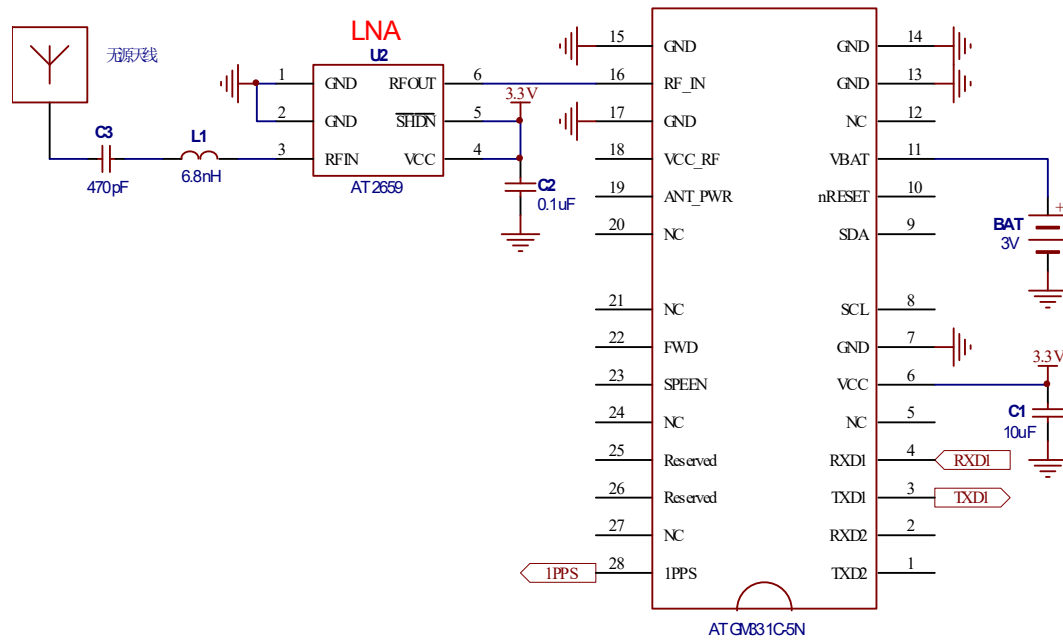 无源天线
C3
470pF
L1
6.8nH
LNA
U2
1 GND RFOUT 6
2 GND SHDN 5
3 RFIN VCC 4
AT2659
3.3V
C2
0.1uF
15 GND GND 14
16 RF_IN GND 13
17 GND NC 12
18 VCC_RF VBAT 11
19 ANT_PWR nRESET 10
20 NC SDA 9
21 NC SCL 8
22 FWD GND 7
23 SPEEN VCC 6
24 NC NC 5
25 Reserved RXD1 4 RXD1
26 Reserved TXD1 3 TXD1
27 NC RXD2 2
1PPS 28 1PPS TXD2 1
ATGM331C-5N
+
BAT
3V
3.3V
C1
10uF